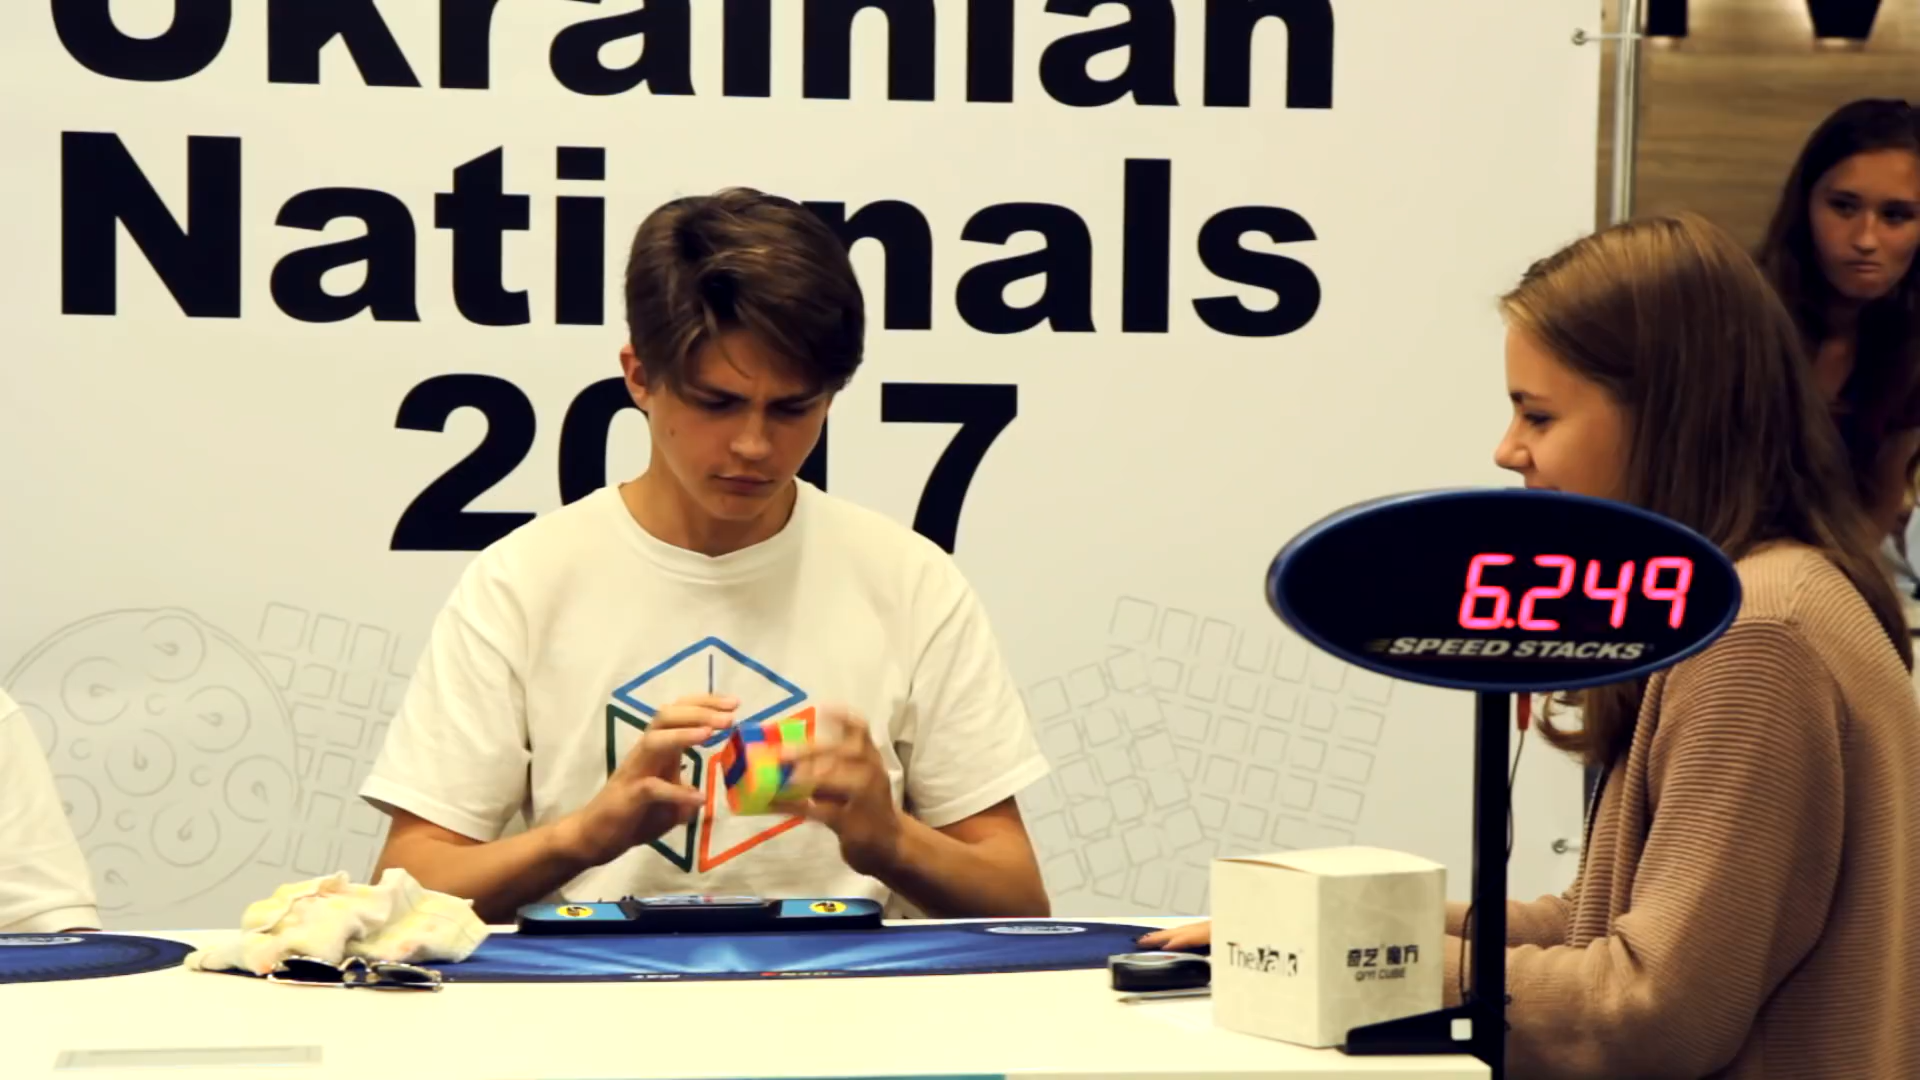 Ukrainian
Nationals
2017
6.249
SPEED STACKS
The Valk
奇艺 魔方
QIYI CUBE